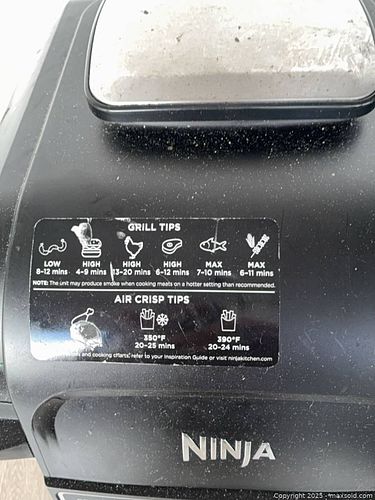 GRILL TIPS
LOW HIGH HIGH HIGH MAX MAX
8-12 mins 4-9 mins 13-20 mins 6-12 mins 7-10 mins 6-11 mins
NOTE: The unit may produce smoke when cooking meats on a hotter setting than recommended.
AIR CRISP TIPS
350°F 390°F
20-25 mins 20-24 mins
and cooking charts, refer to your Inspiration Guide or visit ninjakitchen.com
NINJA
Copyright © 2025 - www.maxsold.com